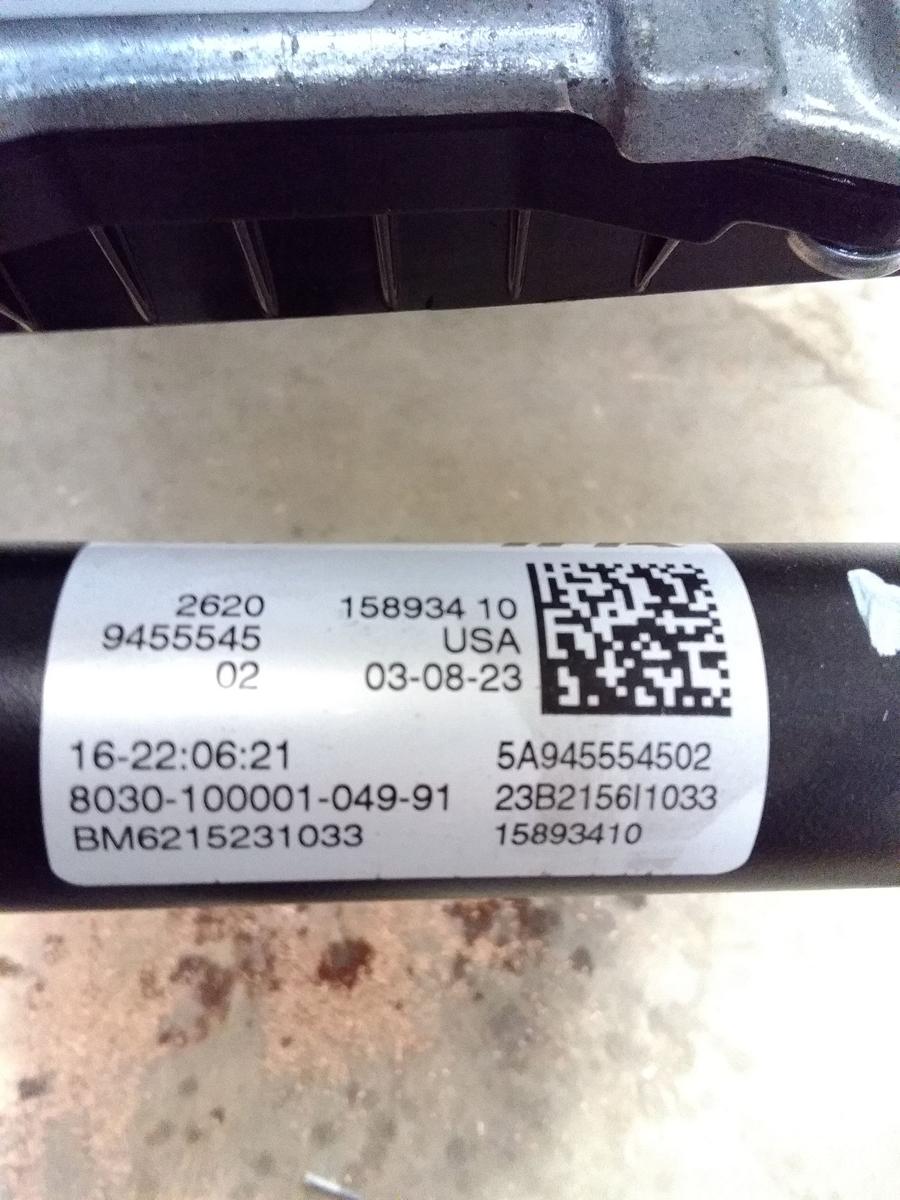 2620 158934 10
9455545 USA
02 03-08-23
16-22:06:21 5A945554502
8030-100001-049-91 23B2156I1033
BM6215231033 15893410